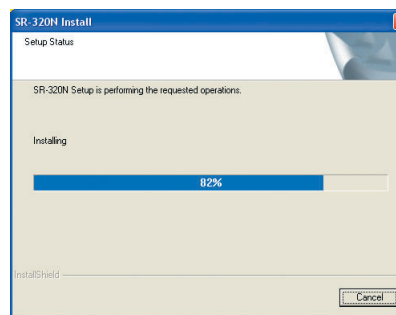 SR-320N Install
Setup Status
SR-320N Setup is performing the requested operations.
Installing
82%
InstallShield
Cancel